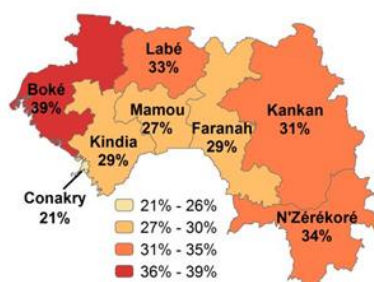 Labé
33%
Boké
39%
Mamou
27%
Kankan
31%
Kindia
29%
Faranah
29%
Conakry
21%
N'Zérékoré
34%
21% - 26%
27% - 30%
31% - 35%
36% - 39%